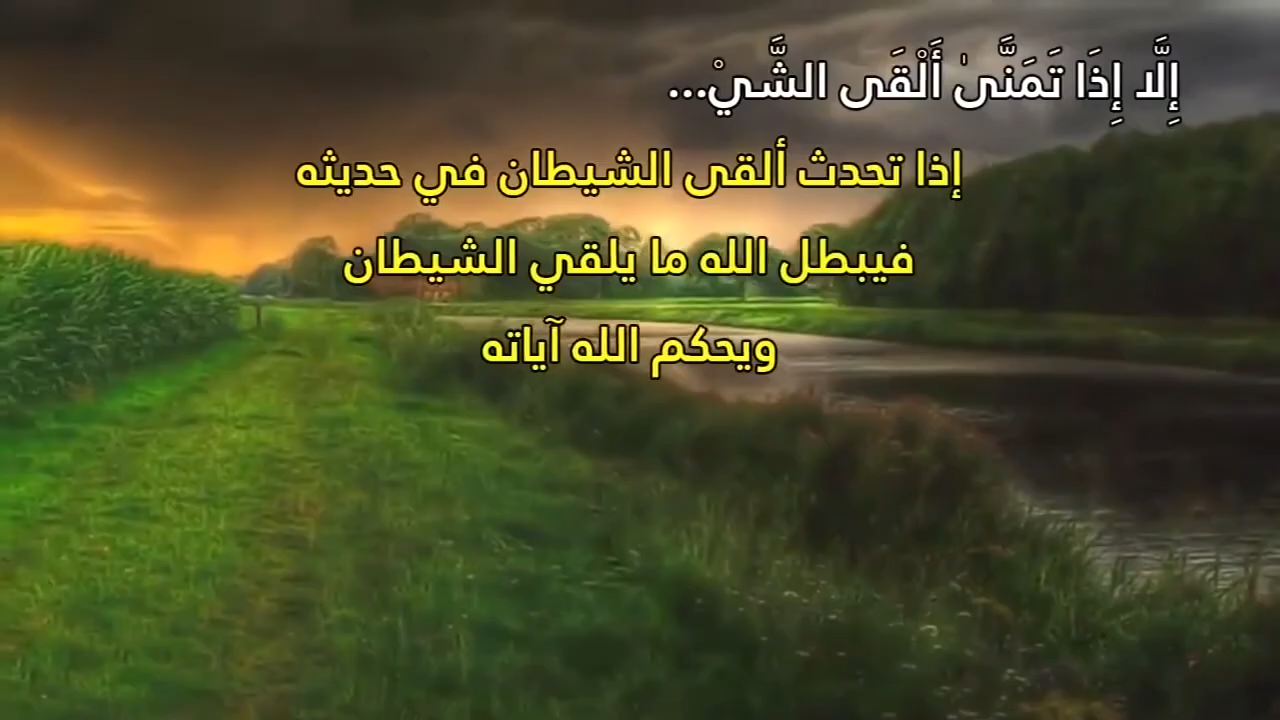 إِلَّا إِذَا تَمَنَّىٰ أَلْقَى الشَّيْ...
إذا تحدث ألقى الشيطان في حديثه
فيبطل الله ما يلقي الشيطان
ويحكم الله آياته